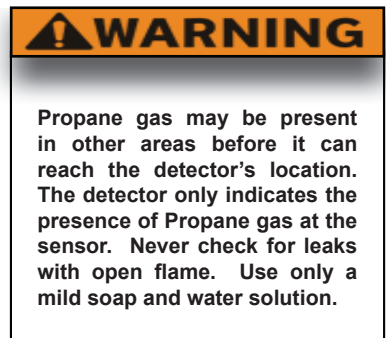 WARNING
Propane gas may be present
in other areas before it can
reach the detector's location.
The detector only indicates the
presence of Propane gas at the
sensor. Never check for leaks
with open flame. Use only a
mild soap and water solution.